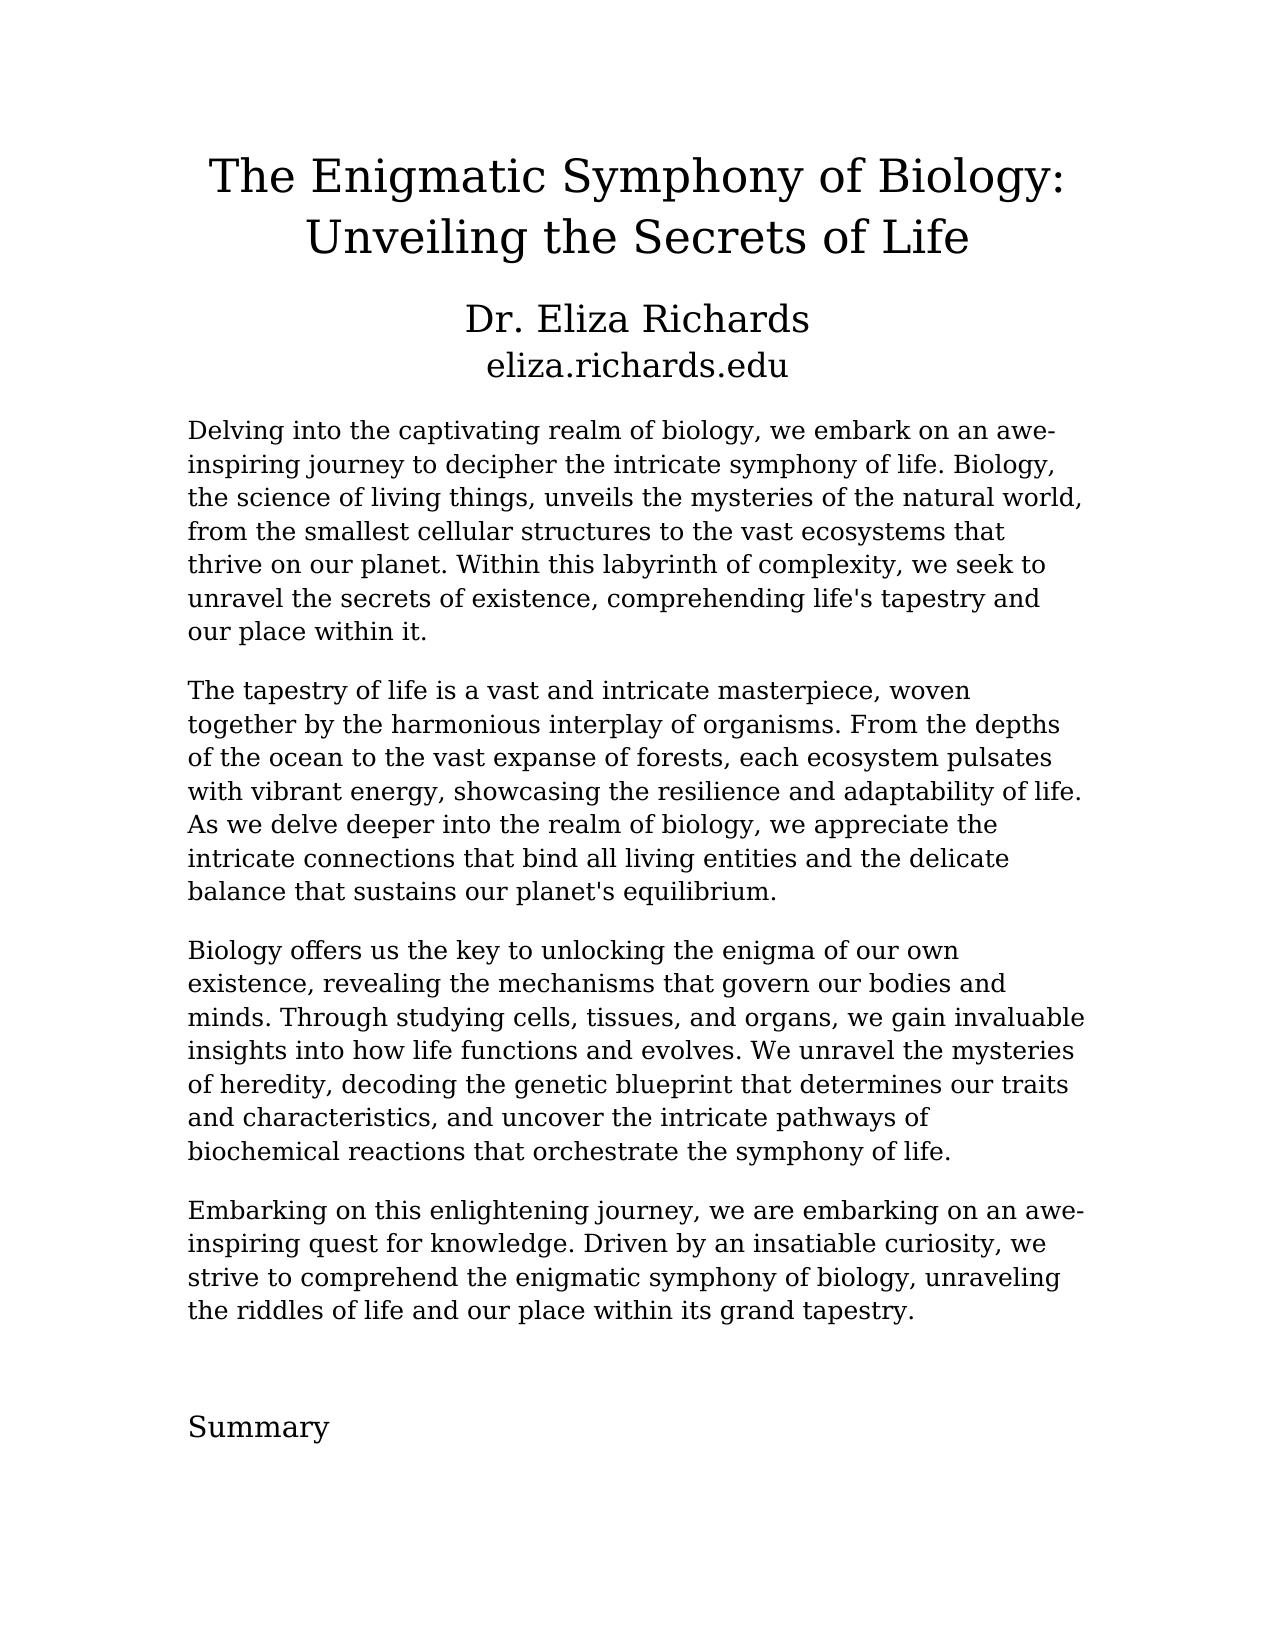 The Enigmatic Symphony of Biology:
Unveiling the Secrets of Life
Dr. Eliza Richards
eliza.richards.edu
Delving into the captivating realm of biology, we embark on an awe-
inspiring journey to decipher the intricate symphony of life. Biology,
the science of living things, unveils the mysteries of the natural world,
from the smallest cellular structures to the vast ecosystems that
thrive on our planet. Within this labyrinth of complexity, we seek to
unravel the secrets of existence, comprehending life's tapestry and
our place within it.
The tapestry of life is a vast and intricate masterpiece, woven
together by the harmonious interplay of organisms. From the depths
of the ocean to the vast expanse of forests, each ecosystem pulsates
with vibrant energy, showcasing the resilience and adaptability of life.
As we delve deeper into the realm of biology, we appreciate the
intricate connections that bind all living entities and the delicate
balance that sustains our planet's equilibrium.
Biology offers us the key to unlocking the enigma of our own
existence, revealing the mechanisms that govern our bodies and
minds. Through studying cells, tissues, and organs, we gain invaluable
insights into how life functions and evolves. We unravel the mysteries
of heredity, decoding the genetic blueprint that determines our traits
and characteristics, and uncover the intricate pathways of
biochemical reactions that orchestrate the symphony of life.
Embarking on this enlightening journey, we are embarking on an awe-
inspiring quest for knowledge. Driven by an insatiable curiosity, we
strive to comprehend the enigmatic symphony of biology, unraveling
the riddles of life and our place within its grand tapestry.
Summary